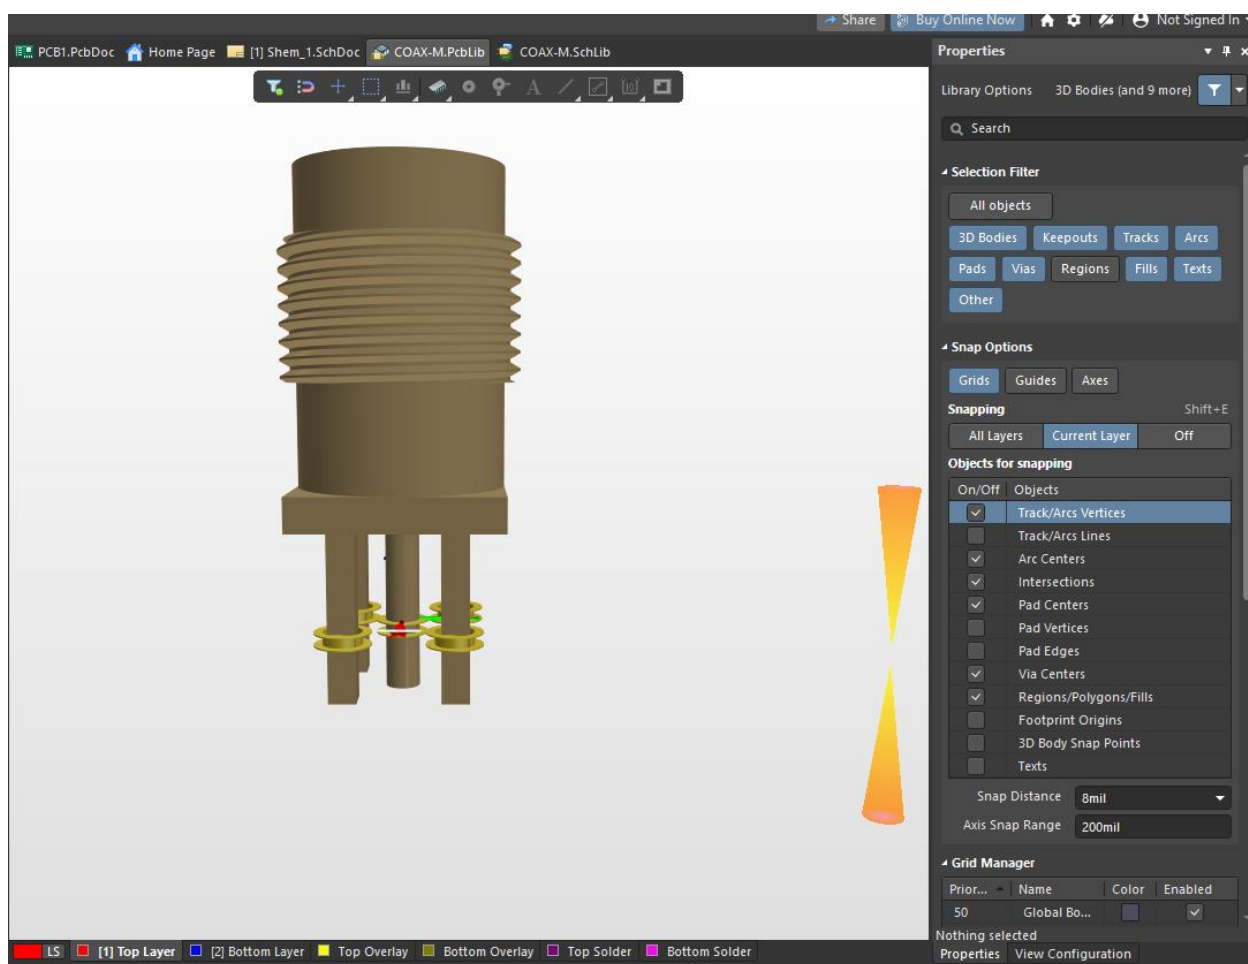 Share Buy Online Now Not Signed In
PCB1.PcbDoc Home Page [1] Shem_1.SchDoc COAX-M.PcbLib COAX-M.SchLib
Properties
Library Options 3D Bodies (and 9 more)
Search
Selection Filter
All objects
3D Bodies Keepouts Tracks Arcs
Pads Vias Regions Fills Texts
Other
Snap Options
Grids Guides Axes
Snapping Shift+E
All Layers Current Layer Off
Objects for snapping
On/Off Objects
Track/Arcs Vertices
Track/Arcs Lines
Arc Centers
Intersections
Pad Centers
Pad Vertices
Pad Edges
Via Centers
Regions/Polygons/Fills
Footprint Origins
3D Body Snap Points
Texts
Snap Distance 8mil
Axis Snap Range 200mil
Grid Manager
Prior... Name Color Enabled
50 Global Bo...
Nothing selected
LS [1] Top Layer [2] Bottom Layer Top Overlay Bottom Overlay Top Solder Bottom Solder
Properties View Configuration